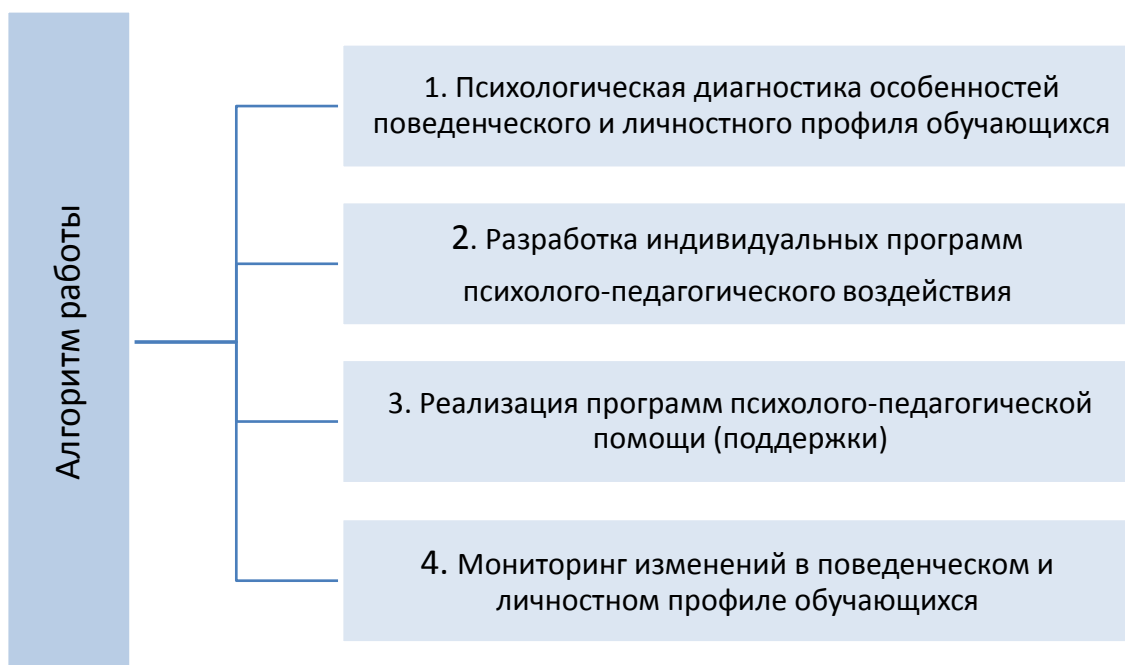 Алгоритм работы
1. Психологическая диагностика особенностей
поведенческого и личностного профиля обучающихся
2. Разработка индивидуальных программ
психолого-педагогического воздействия
3. Реализация программ психолого-педагогической
помощи (поддержки)
4. Мониторинг изменений в поведенческом и
личностном профиле обучающихся